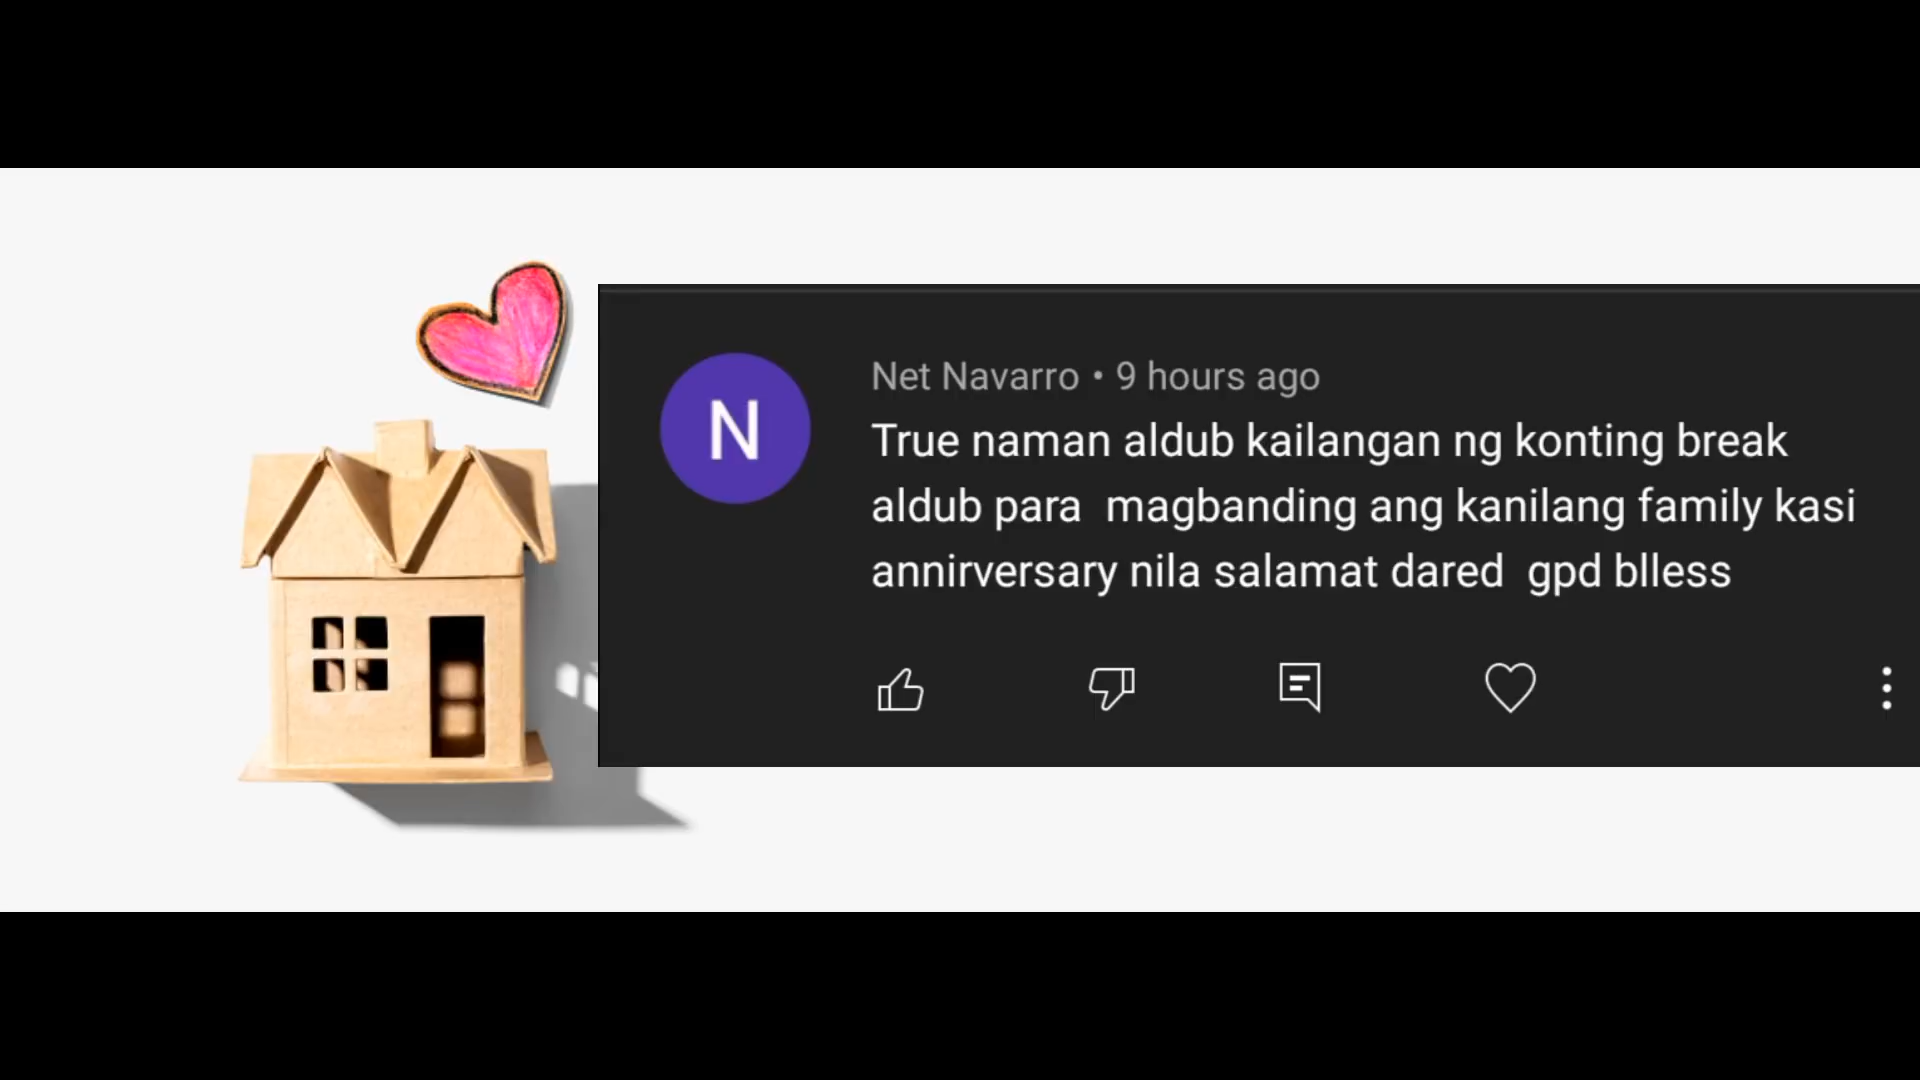 N
Net Navarro • 9 hours ago
True naman aldub kailangan ng konting break
aldub para  magbanding ang kanilang family kasi
annirversary nila salamat dared  gpd blless